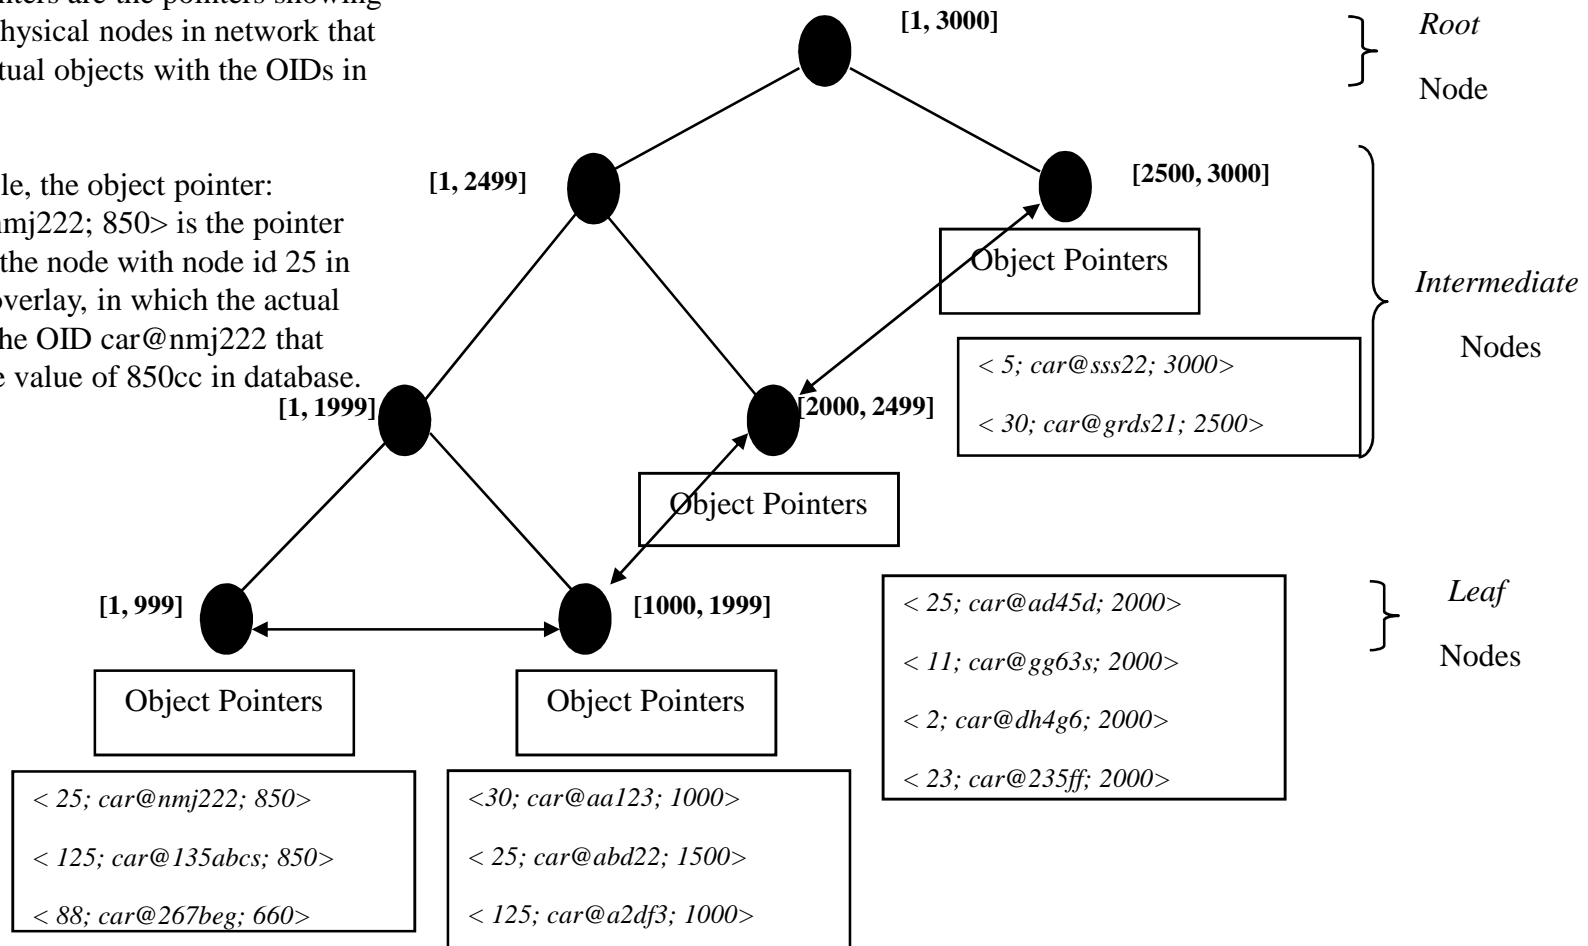 nters are the pointers showing
hysical nodes in network that
tual objects with the OIDs in
le, the object pointer:
nmj222; 850> is the pointer
the node with node id 25 in
overlay, in which the actual
he OID car@nmj222 that
e value of 850cc in database.
[1, 3000]
Root
Node
[1, 2499]
[2500, 3000]
Object Pointers
Intermediate
Nodes
< 5; car@sss22; 3000>
< 30; car@grds21; 2500>
[1, 1999]
[2000, 2499]
Object Pointers
[1, 999]
[1000, 1999]
Leaf
Nodes
< 25; car@ad45d; 2000>
< 11; car@gg63s; 2000>
< 2; car@dh4g6; 2000>
< 23; car@235ff; 2000>
Object Pointers
Object Pointers
< 25; car@nmj222; 850>
< 125; car@135abcs; 850>
< 88; car@267beg; 660>
<30; car@aa123; 1000>
< 25; car@abd22; 1500>
< 125; car@a2df3; 1000>